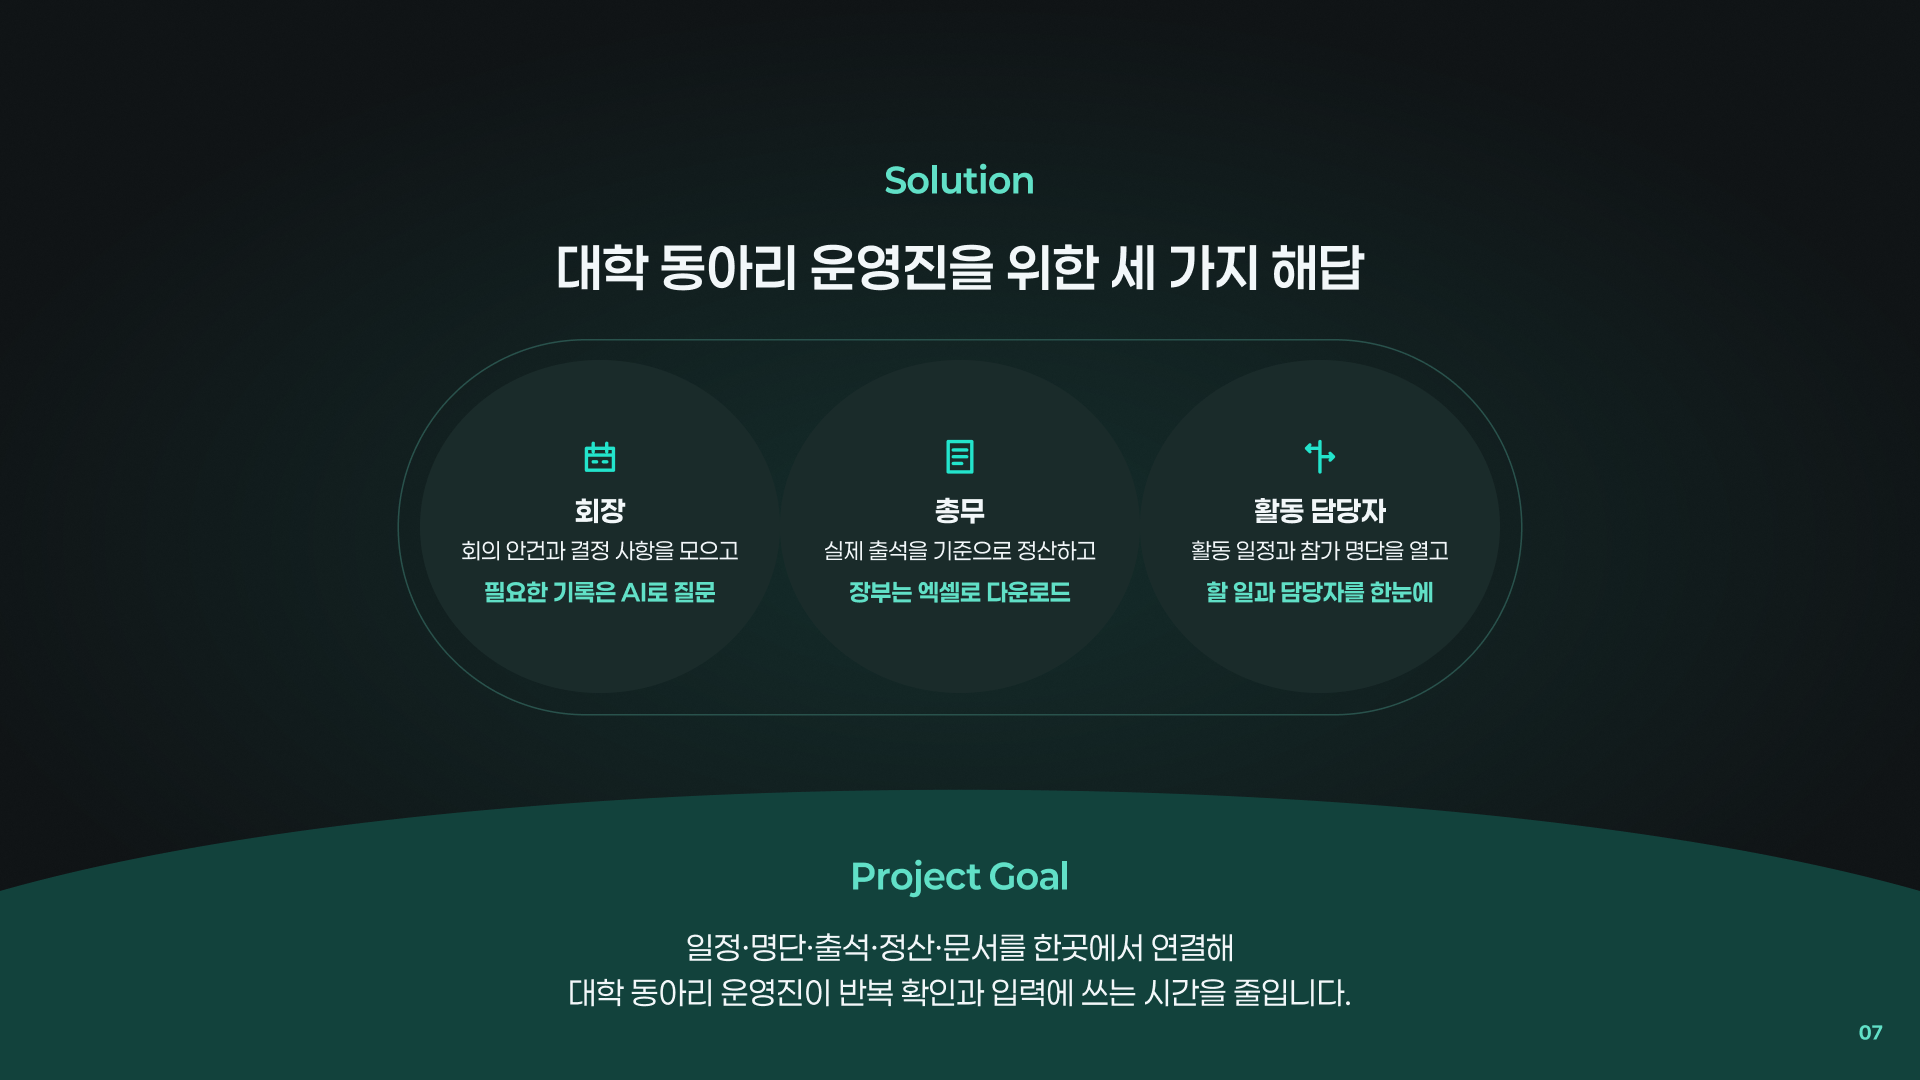 Solution
대학 동아리 운영진을 위한 세 가지 해답
회장
회의 안건과 결정 사항을 모으고
필요한 기록은 AI로 질문
총무
실제 출석을 기준으로 정산하고
장부는 엑셀로 다운로드
활동 담당자
활동 일정과 참가 명단을 열고
할 일과 담당자를 한눈에
Project Goal
일정·명단·출석·정산·문서를 한곳에서 연결해
대학 동아리 운영진이 반복 확인과 입력에 쓰는 시간을 줄입니다.
07